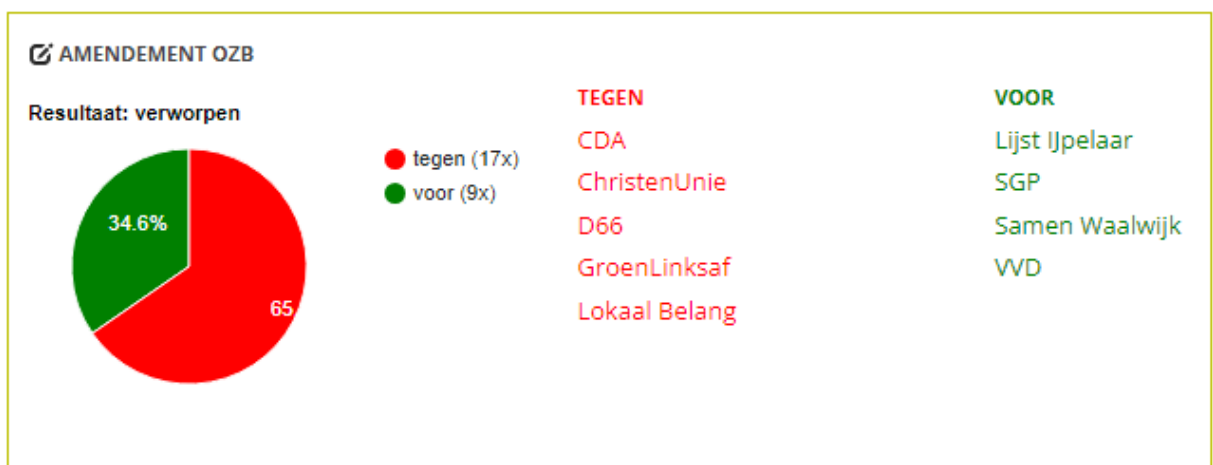 AMENDEMENT OZB
Resultaat: verworpen
34.6%
65
tegen (17x)
voor (9x)
TEGEN
CDA
ChristenUnie
D66
GroenLinksaf
Lokaal Belang
VOOR
Lijst IJpelaar
SGP
Samen Waalwijk
VVD